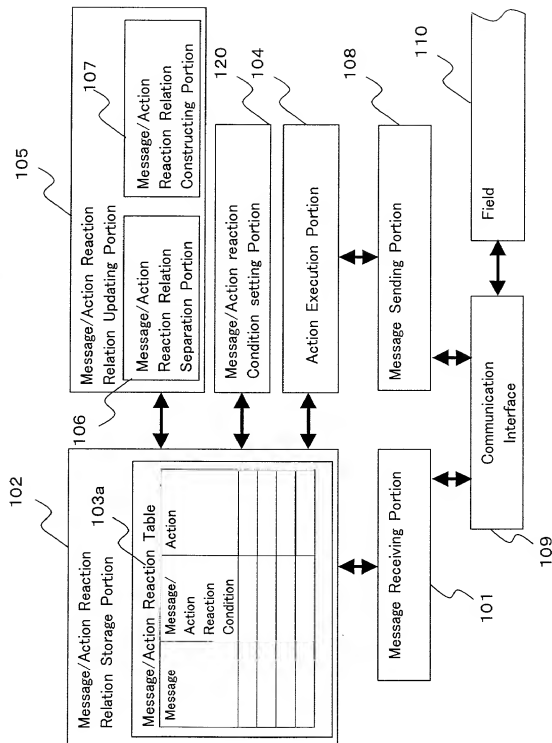 102
Message/Action Reaction
Relation Storage Portion
103a
Message/Action Reaction Table
Message
Message/
Action
Reaction
Condition
Action
105
Message/Action Reaction
Relation Updating Portion
106
Message/Action
Reaction Relation
Separation Portion
107
Message/Action
Reaction Relation
Constructing Portion
120
Message/Action reaction
Condition setting Portion
104
Action Execution Portion
101
Message Receiving Portion
108
Message Sending Portion
109
Communication
Interface
110
Field